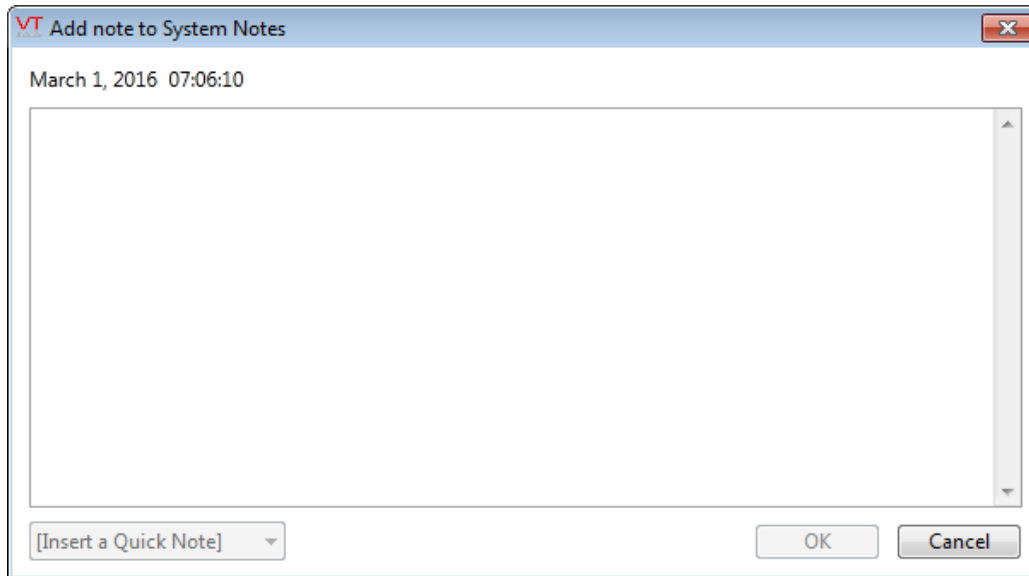 VT Add note to System Notes
March 1, 2016 07:06:10
[Insert a Quick Note]
OK
Cancel